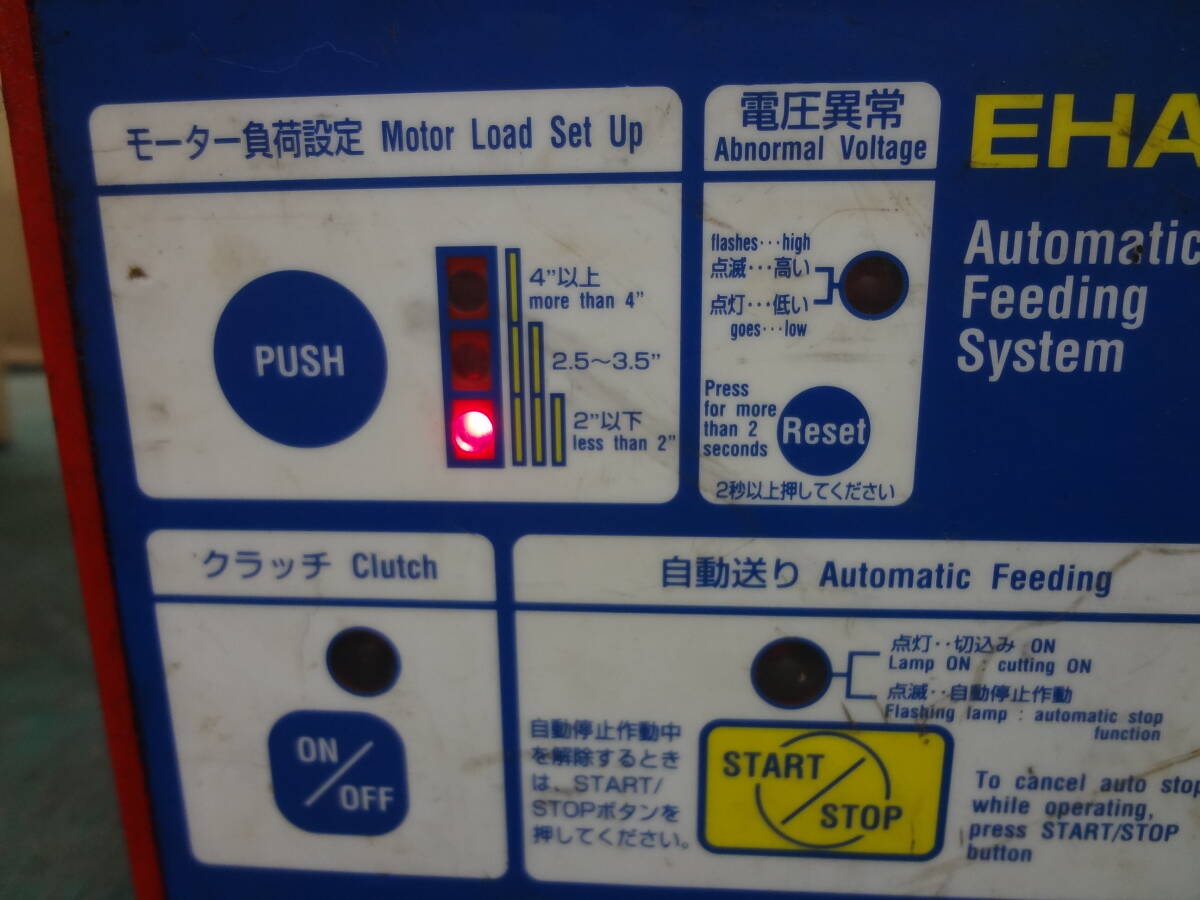 モーター負荷設定 Motor Load Set Up
PUSH
4”以上
more than 4”
2.5～3.5”
2”以下
less than 2”
電圧異常
Abnormal Voltage
flashes…high
点滅…高い
点灯…低い
goes…low
Press
for more
than 2
seconds
Reset
2秒以上押してください
EHA
Automatic
Feeding
System
クラッチ Clutch
ON/OFF
自動送り Automatic Feeding
点灯‥切込み ON
Lamp ON : cutting ON
点滅‥自動停止作動
Flashing lamp : automatic stop
function
自動停止作動中
を解除するとき
は、START/
STOPボタンを
押してください。
START/STOP
To cancel auto stop
while operating,
press START/STOP
button